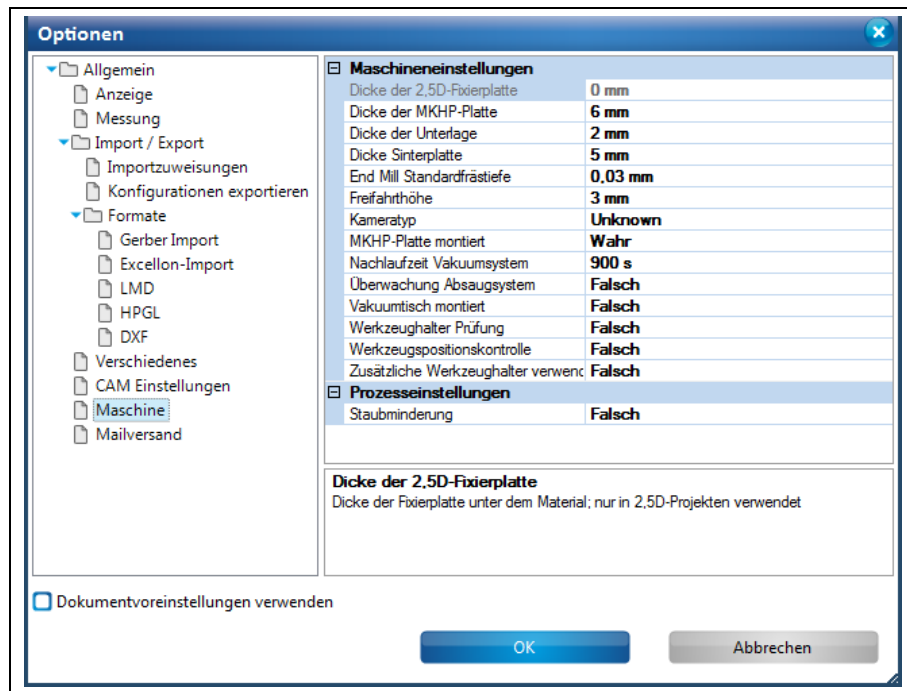 Optionen
Allgemein
Anzeige
Messung
Import / Export
Importzuweisungen
Konfigurationen exportieren
Formate
Gerber Import
Excellon-Import
LMD
HPGL
DXF
Verschiedenes
CAM Einstellungen
Maschine
Mailversand
Maschineneinstellungen
Dicke der 2,5D-Fixierplatte 0 mm
Dicke der MKHP-Platte 6 mm
Dicke der Unterlage 2 mm
Dicke Sinterplatte 5 mm
End Mill Standardfrästiefe 0,03 mm
Freifahrthöhe 3 mm
Kameratyp Unknown
MKHP-Platte montiert Wahr
Nachlaufzeit Vakuumsystem 900 s
Überwachung Absaugsystem Falsch
Vakuumtisch montiert Falsch
Werkzeughalter Prüfung Falsch
Werkzeugspositionskontrolle Falsch
Zusätzliche Werkzeughalter verwend Falsch
Prozesseinstellungen
Staubminderung Falsch
Dicke der 2,5D-Fixierplatte
Dicke der Fixierplatte unter dem Material; nur in 2,5D-Projekten verwendet
Dokumentvoreinstellungen verwenden
OK Abbrechen